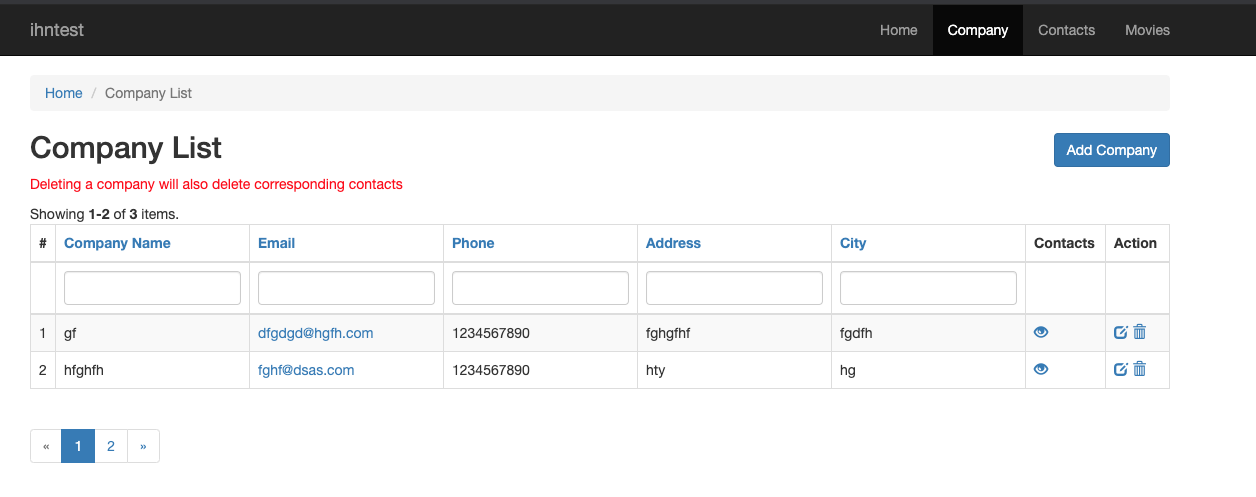 ihntest Home Company Contacts Movies
Home / Company List
Company List Add Company
Deleting a company will also delete corresponding contacts
Showing 1-2 of 3 items.
# Company Name Email Phone Address City Contacts Action
1 gf dfgdgd@hgfh.com 1234567890 fghgfhf fgdfh
2 hfghfh fghf@dsas.com 1234567890 hty hg
« 1 2 »